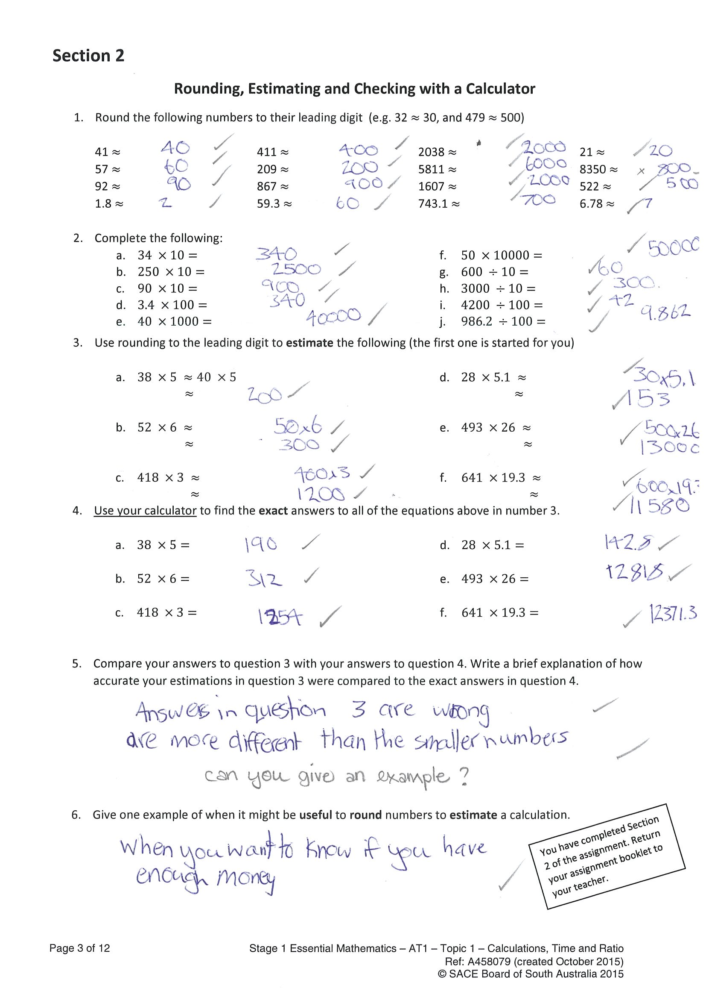 Section 2
Rounding, Estimating and Checking with a Calculator
1. Round the following numbers to their leading digit (e.g. 32 ≈ 30, and 479 ≈ 500)
41 ≈ 40 ✓ 411 ≈ 400 ✓ 2038 ≈ ✓ 2000 21 ≈ ✓ 20
57 ≈ 60 ✓ 209 ≈ 200 ✓ 5811 ≈ ✓ 6000 8350 ≈ × 800
92 ≈ 90 ✓ 867 ≈ 900 ✓ 1607 ≈ ✓ 2000 522 ≈ ✓ 500
1.8 ≈ 2 ✓ 59.3 ≈ 60 ✓ 743.1 ≈ ✓ 700 6.78 ≈ ✓ 7
2. Complete the following:
a. 34 × 10 = 340 ✓ f. 50 × 10000 = ✓ 50000
b. 250 × 10 = 2500 ✓ g. 600 ÷ 10 = ✓ 60
c. 90 × 10 = 900 ✓ h. 3000 ÷ 10 = ✓ 300.
d. 3.4 × 100 = 340 ✓ i. 4200 ÷ 100 = ✓ 42
e. 40 × 1000 = 40000 ✓ j. 986.2 ÷ 100 = ✓ 9.862
3. Use rounding to the leading digit to estimate the following (the first one is started for you)
a. 38 × 5 ≈ 40 × 5 d. 28 × 5.1 ≈ ✓ 30x5.1
≈ 200 ✓ ≈ ✓ 153
b. 52 × 6 ≈ 50x6 ✓ e. 493 × 26 ≈ ✓ 500x26
≈ 300 ✓ ≈ 13000
c. 418 × 3 ≈ 400x3 ✓ f. 641 × 19.3 ≈ ✓ 600x19.
≈ 1200 ✓ ≈ ✓ 11580
4. Use your calculator to find the exact answers to all of the equations above in number 3.
a. 38 × 5 = 190 ✓ d. 28 × 5.1 = 142.8 ✓
b. 52 × 6 = 312 ✓ e. 493 × 26 = 12818 ✓
c. 418 × 3 = 1254 ✓ f. 641 × 19.3 = ✓ 12371.3
5. Compare your answers to question 3 with your answers to question 4. Write a brief explanation of how
accurate your estimations in question 3 were compared to the exact answers in question 4.
Answers in question 3 are wrong ✓
are more different than the smaller numbers ✓
can you give an example?
6. Give one example of when it might be useful to round numbers to estimate a calculation.
when you want to know if you have
enough money ✓
You have completed Section
2 of the assignment. Return
your assignment booklet to
your teacher.
Page 3 of 12 Stage 1 Essential Mathematics – AT1 – Topic 1 – Calculations, Time and Ratio
Ref: A458079 (created October 2015)
© SACE Board of South Australia 2015